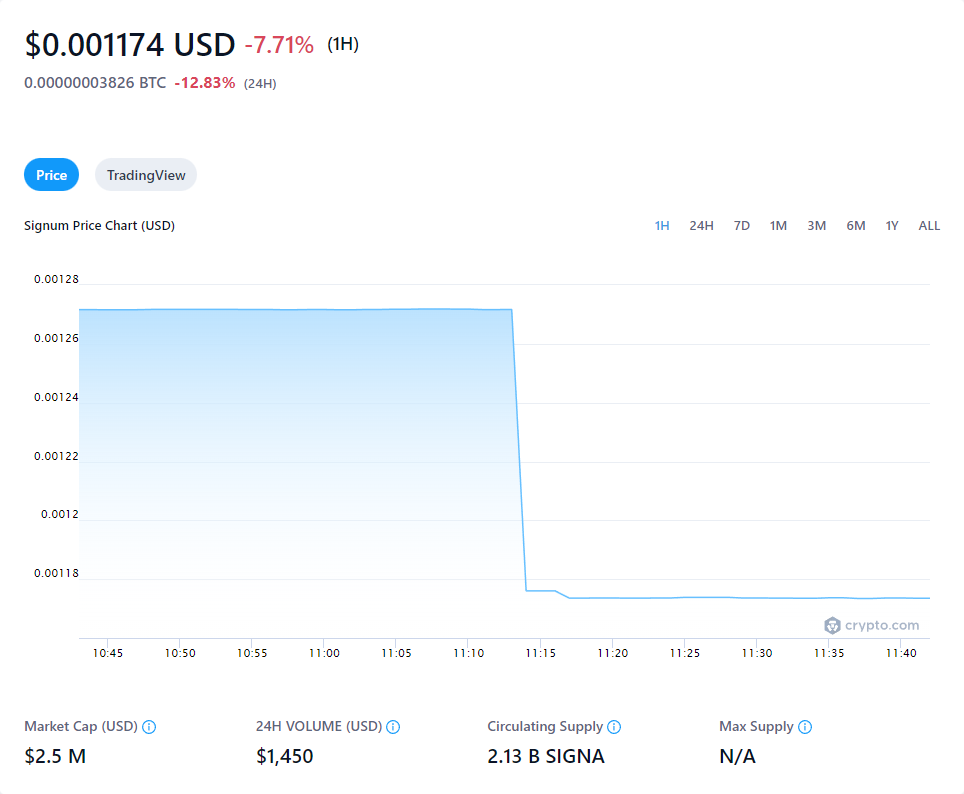 $0.001174 USD -7.71% (1H)
0.00000003826 BTC -12.83% (24H)
Price TradingView
Signum Price Chart (USD) 1H 24H 7D 1M 3M 6M 1Y ALL
0.00128
0.00126
0.00124
0.00122
0.0012
0.00118
crypto.com
10:45 10:50 10:55 11:00 11:05 11:10 11:15 11:20 11:25 11:30 11:35 11:40
Market Cap (USD) 24H VOLUME (USD) Circulating Supply Max Supply
$2.5 M $1,450 2.13 B SIGNA N/A